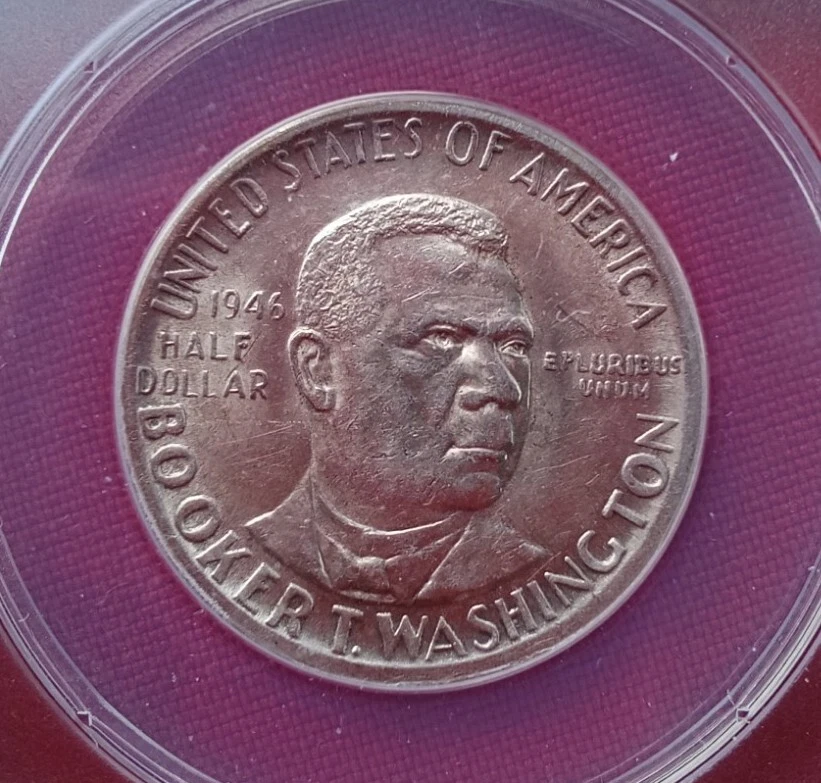 UNITED STATES OF AMERICA
1946
HALF
DOLLAR
E PLURIBUS
UNUM
BOOKER T. WASHINGTON